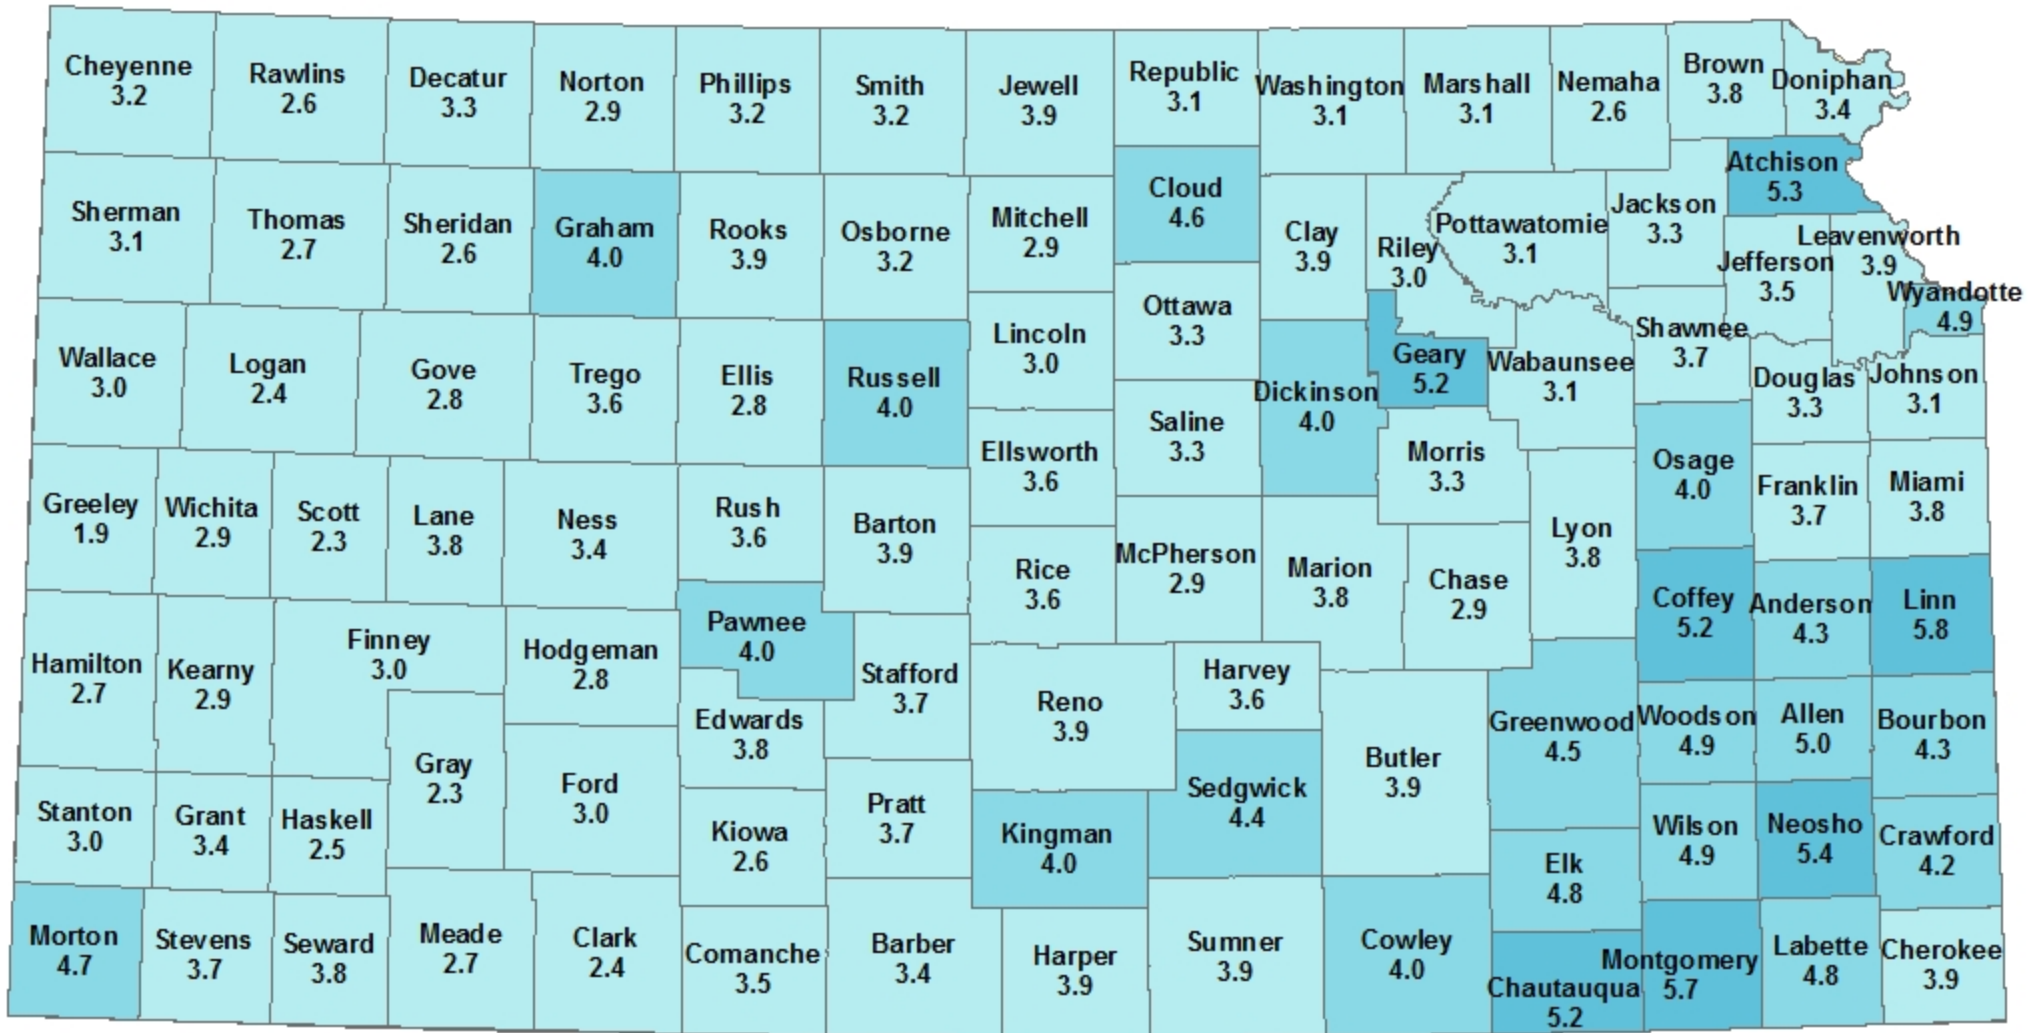 Cheyenne
3.2
Rawlins
2.6
Decatur
3.3
Norton
2.9
Phillips
3.2
Smith
3.2
Jewell
3.9
Republic
3.1
Washington
3.1
Marshall
3.1
Nemaha
2.6
Brown
3.8
Doniphan
3.4
Atchison
5.3
Sherman
3.1
Thomas
2.7
Sheridan
2.6
Graham
4.0
Rooks
3.9
Osborne
3.2
Mitchell
2.9
Cloud
4.6
Clay
3.9
Riley
3.0
Pottawatomie
3.1
Jackson
3.3
Jefferson
3.5
Leavenworth
3.9
Wyandotte
4.9
Wallace
3.0
Logan
2.4
Gove
2.8
Trego
3.6
Ellis
2.8
Russell
4.0
Lincoln
3.0
Ottawa
3.3
Dickinson
4.0
Geary
5.2
Wabaunsee
3.1
Shawnee
3.7
Douglas
3.3
Johnson
3.1
Ellsworth
3.6
Saline
3.3
Morris
3.3
Osage
4.0
Franklin
3.7
Miami
3.8
Greeley
1.9
Wichita
2.9
Scott
2.3
Lane
3.8
Ness
3.4
Rush
3.6
Barton
3.9
Rice
3.6
McPherson
2.9
Marion
3.8
Chase
2.9
Lyon
3.8
Coffey
5.2
Anderson
4.3
Linn
5.8
Hamilton
2.7
Kearny
2.9
Finney
3.0
Hodgeman
2.8
Pawnee
4.0
Stafford
3.7
Edwards
3.8
Reno
3.9
Harvey
3.6
Butler
3.9
Greenwood
4.5
Woodson
4.9
Allen
5.0
Bourbon
4.3
Stanton
3.0
Grant
3.4
Haskell
2.5
Gray
2.3
Ford
3.0
Kiowa
2.6
Pratt
3.7
Kingman
4.0
Sedgwick
4.4
Elk
4.8
Wilson
4.9
Neosho
5.4
Crawford
4.2
Morton
4.7
Stevens
3.7
Seward
3.8
Meade
2.7
Clark
2.4
Comanche
3.5
Barber
3.4
Harper
3.9
Sumner
3.9
Cowley
4.0
Chautauqua
5.2
Montgomery
5.7
Labette
4.8
Cherokee
3.9